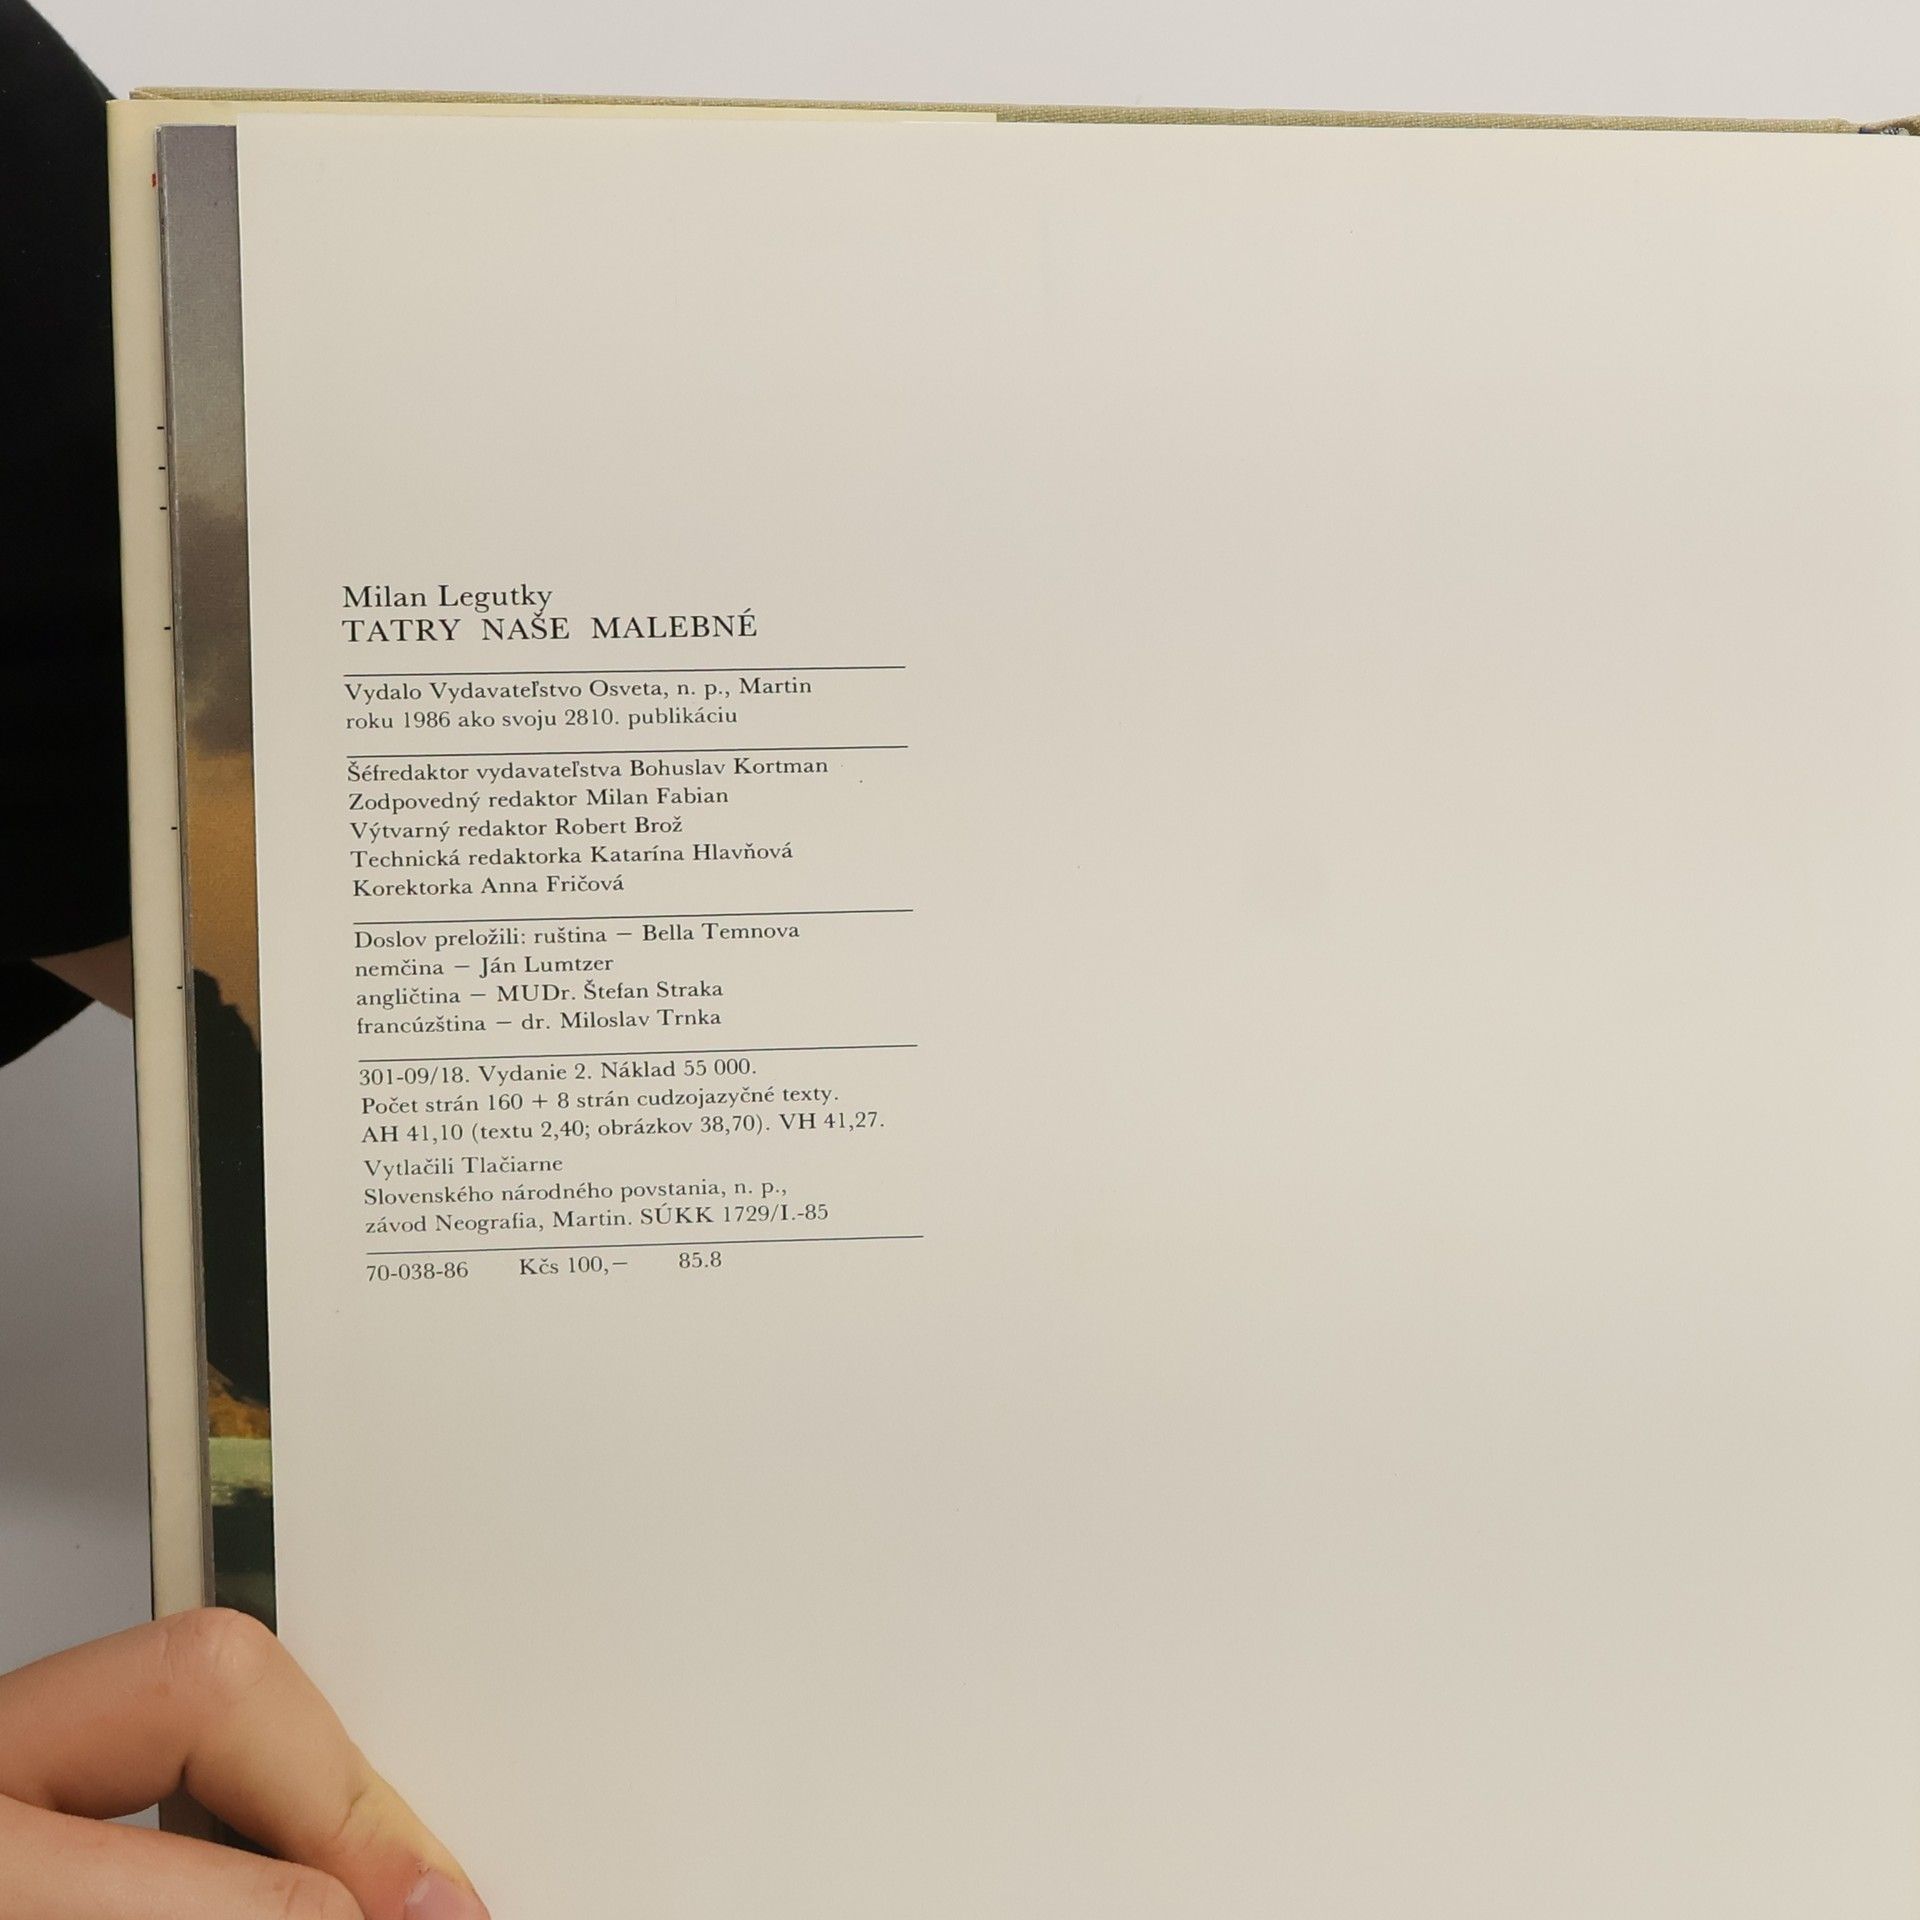 Milan Legutky
TATRY NAŠE MALEBNÉ
Vydalo Vydavateľstvo Osveta, n. p., Martin
roku 1986 ako svoju 2810. publikáciu
Šéfredaktor vydavateľstva Bohuslav Kortman
Zodpovedný redaktor Milan Fabian
Výtvarný redaktor Robert Brož
Technická redaktorka Katarína Hlavňová
Korektorka Anna Fričová
Doslov preložili: ruština — Bella Temnova
nemčina — Ján Lumtzer
angličtina — MUDr. Štefan Straka
francúzština — dr. Miloslav Trnka
301-09/18. Vydanie 2. Náklad 55 000.
Počet strán 160 + 8 strán cudzojazyčné texty.
AH 41,10 (textu 2,40; obrázkov 38,70). VH 41,27.
Vytlačili Tlačiarne
Slovenského národného povstania, n. p.,
závod Neografia, Martin. SÚKK 1729/I.-85
70-038-86 Kčs 100,— 85.8